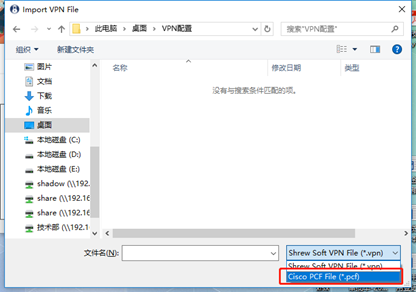 Import VPN File
此电脑 > 桌面 > VPN配置
搜索"VPN配置"
组织
新建文件夹
名称
修改日期
类型
图片
文档
下载
音乐
桌面
本地磁盘 (C:)
本地磁盘 (D:)
本地磁盘 (E:)
shadow (\\192.
share (\\192.16
share (\\192.16
技术部 (\\192.1
没有与搜索条件匹配的项。
文件名(N):
Shrew Soft VPN File (*.vpn)
Shrew Soft VPN File (*.vpn)
Cisco PCF File (*.pcf)